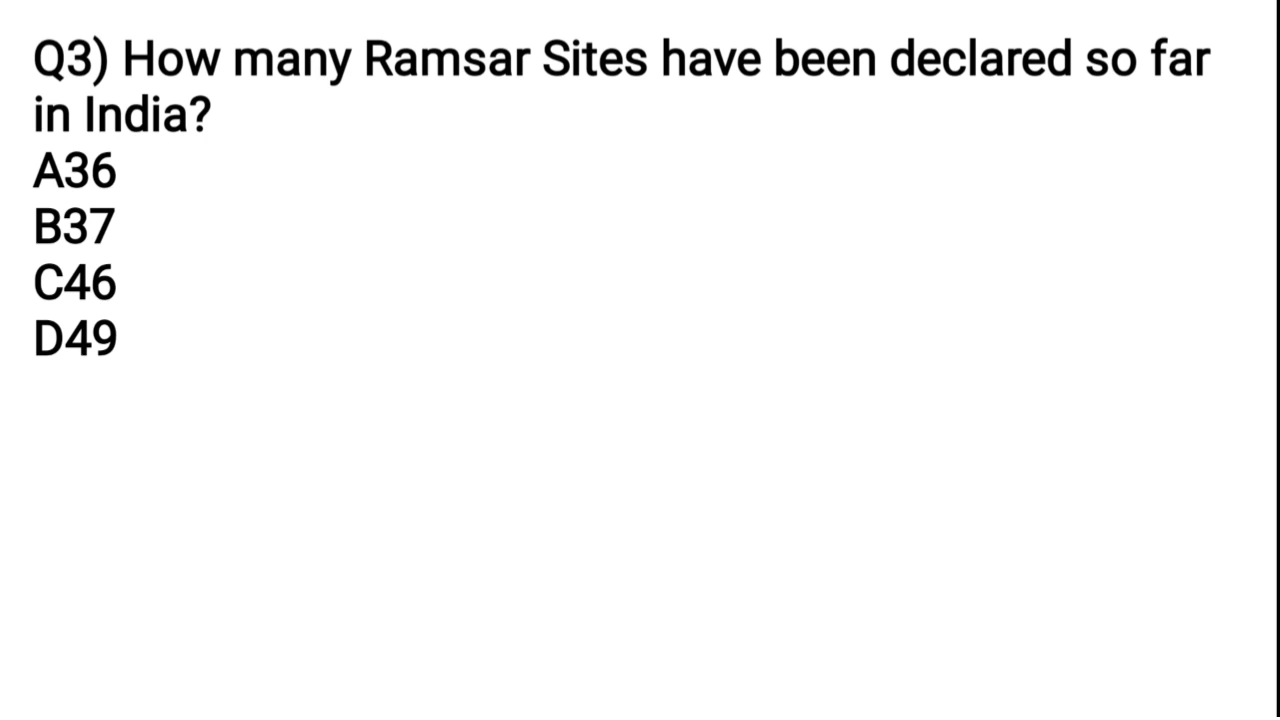 Q3) How many Ramsar Sites have been declared so far
in India?
A36
B37
C46
D49